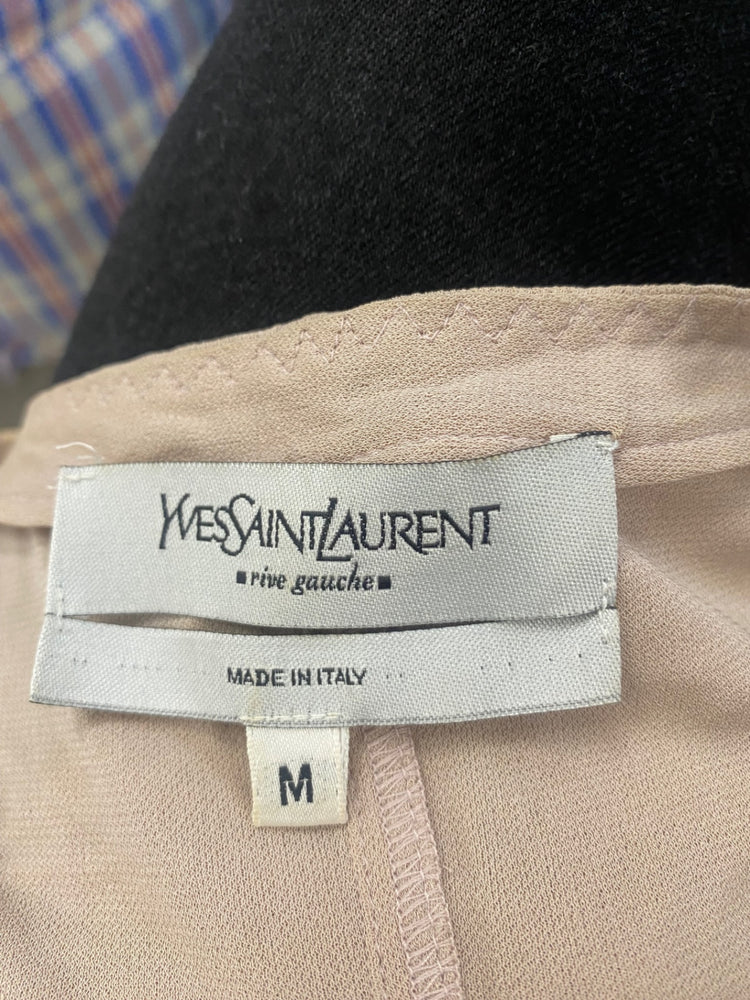 YVESSAINTLAURENT
▪rive gauche▪
MADE IN ITALY
M